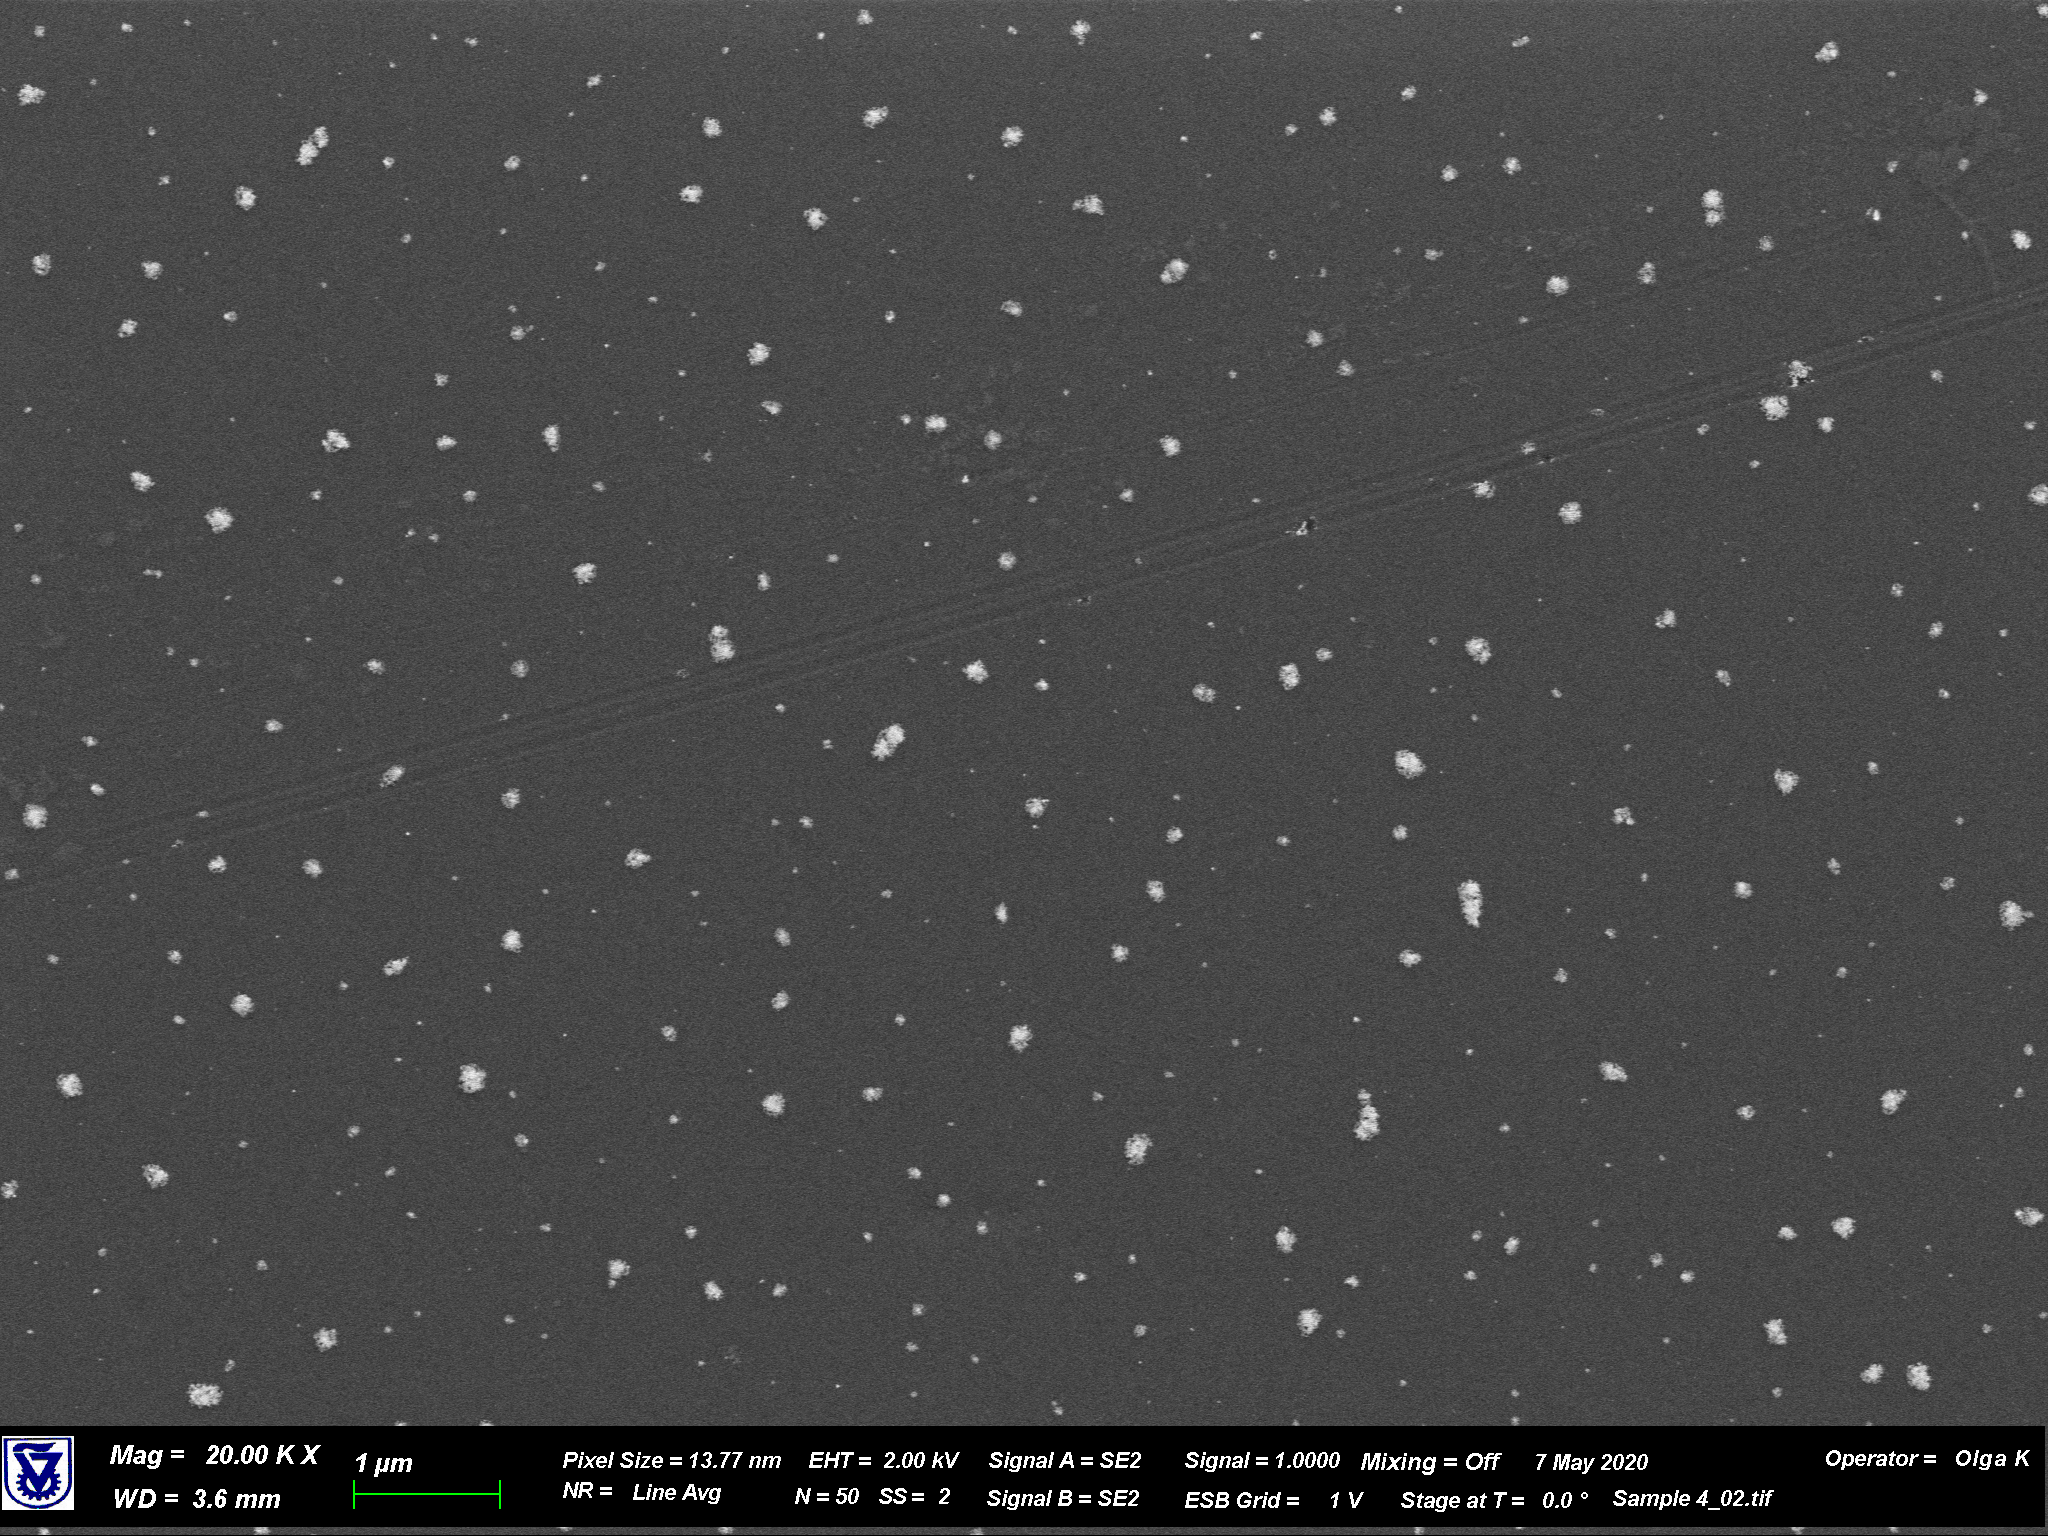 Mag = 20.00 K X
1 µm
Pixel Size = 13.77 nm
EHT = 2.00 kV
Signal A = SE2
Signal = 1.0000
Mixing = Off
7 May 2020
Operator = Olga K
WD = 3.6 mm
NR = Line Avg
N = 50
SS = 2
Signal B = SE2
ESB Grid = 1 V
Stage at T = 0.0 °
Sample 4_02.tif